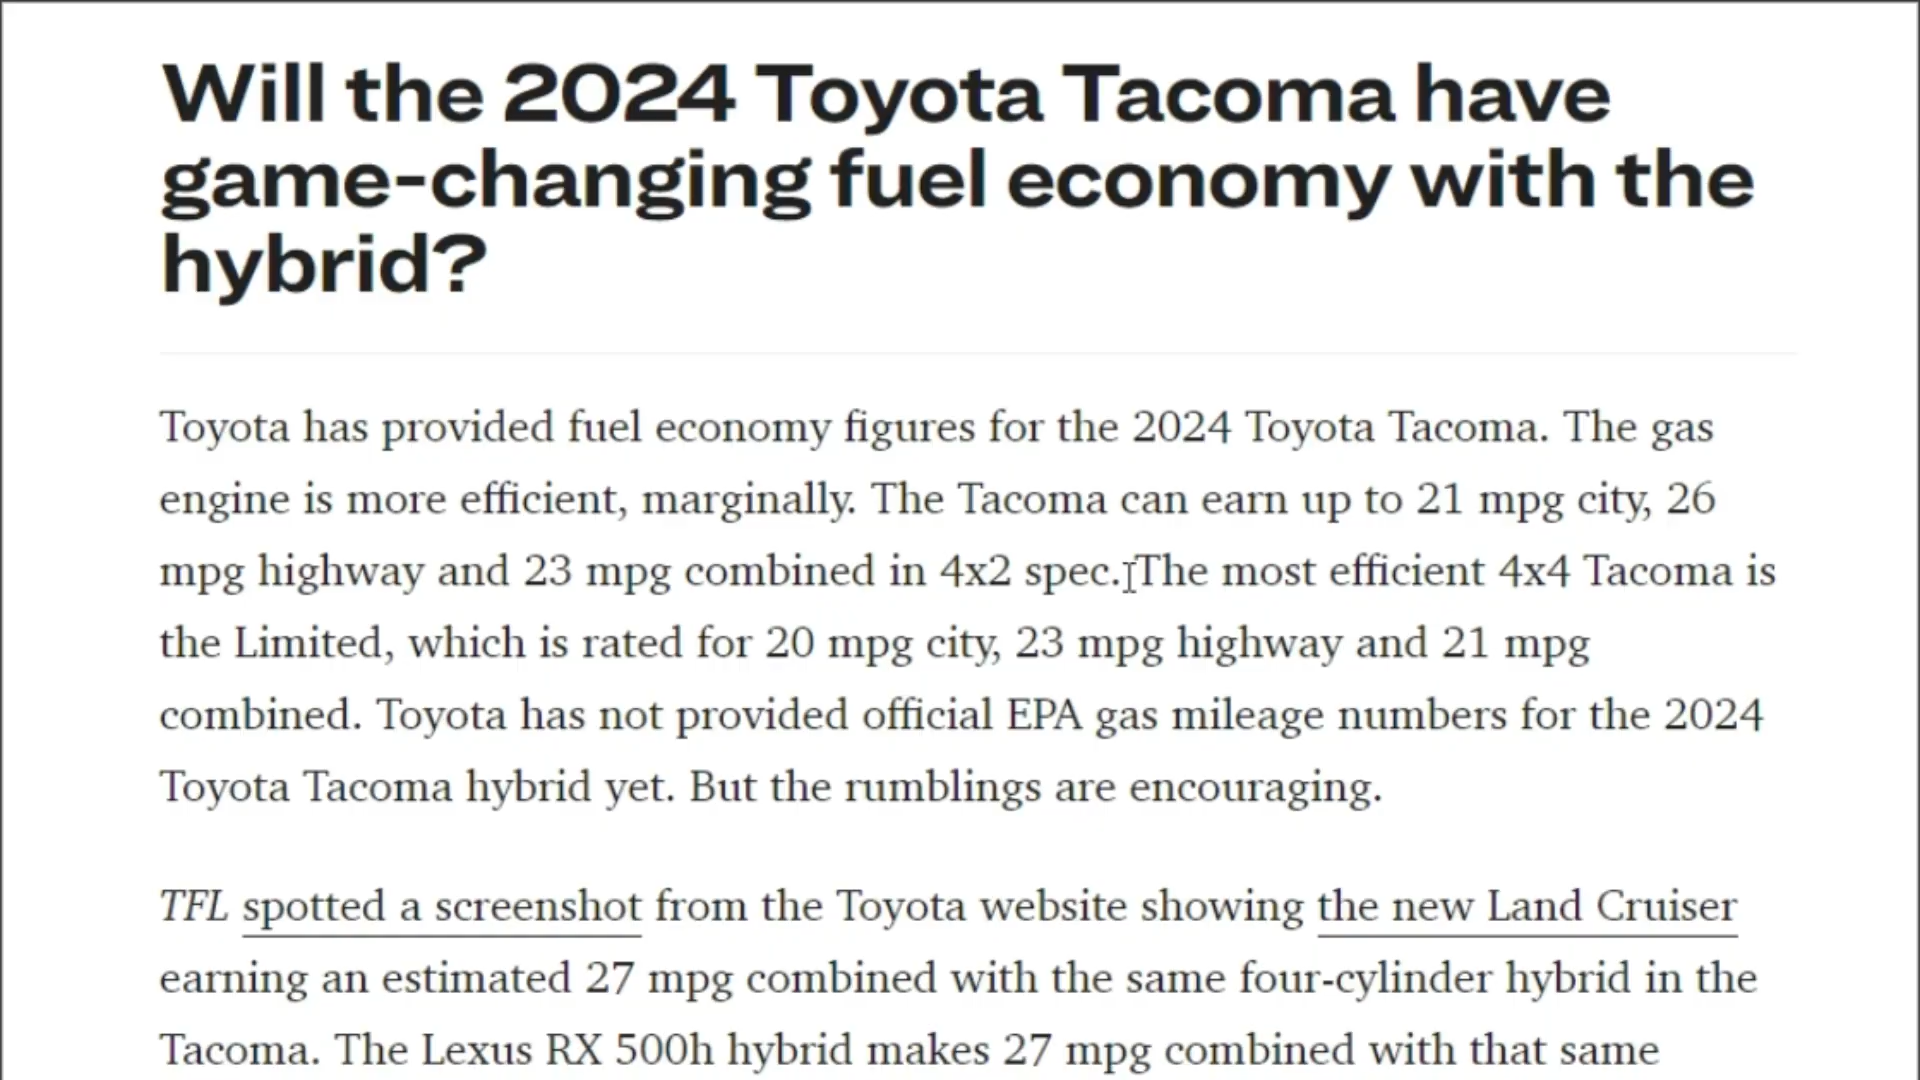 Will the 2024 Toyota Tacoma have
game-changing fuel economy with the
hybrid?
Toyota has provided fuel economy figures for the 2024 Toyota Tacoma. The gas
engine is more efficient, marginally. The Tacoma can earn up to 21 mpg city, 26
mpg highway and 23 mpg combined in 4x2 spec. The most efficient 4x4 Tacoma is
the Limited, which is rated for 20 mpg city, 23 mpg highway and 21 mpg
combined. Toyota has not provided official EPA gas mileage numbers for the 2024
Toyota Tacoma hybrid yet. But the rumblings are encouraging.
TFL spotted a screenshot from the Toyota website showing the new Land Cruiser
earning an estimated 27 mpg combined with the same four-cylinder hybrid in the
Tacoma. The Lexus RX 500h hybrid makes 27 mpg combined with that same